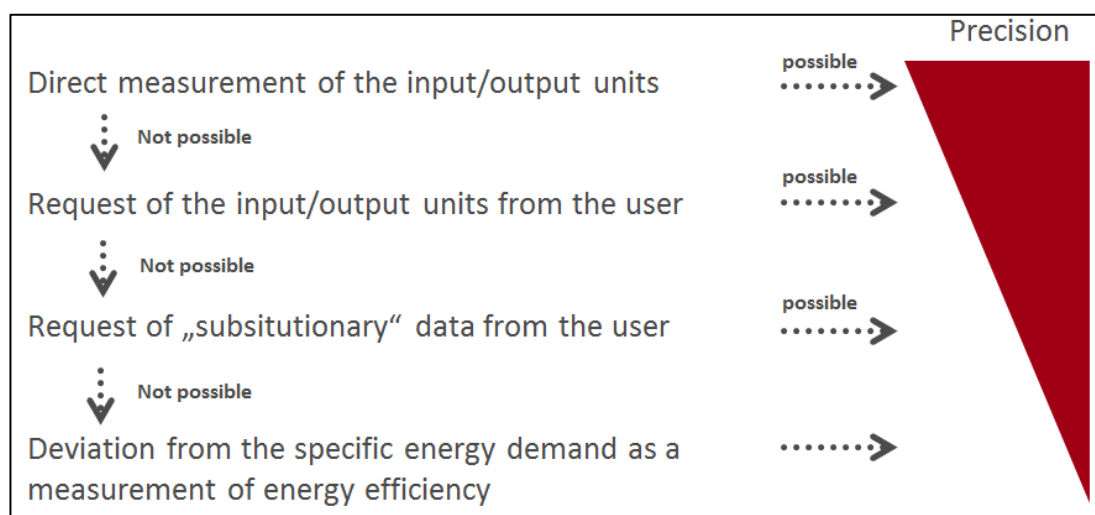 Precision
Direct measurement of the input/output units
possible
Not possible
Request of the input/output units from the user
possible
Not possible
Request of „subsitutionary“ data from the user
possible
Not possible
Deviation from the specific energy demand as a
measurement of energy efficiency